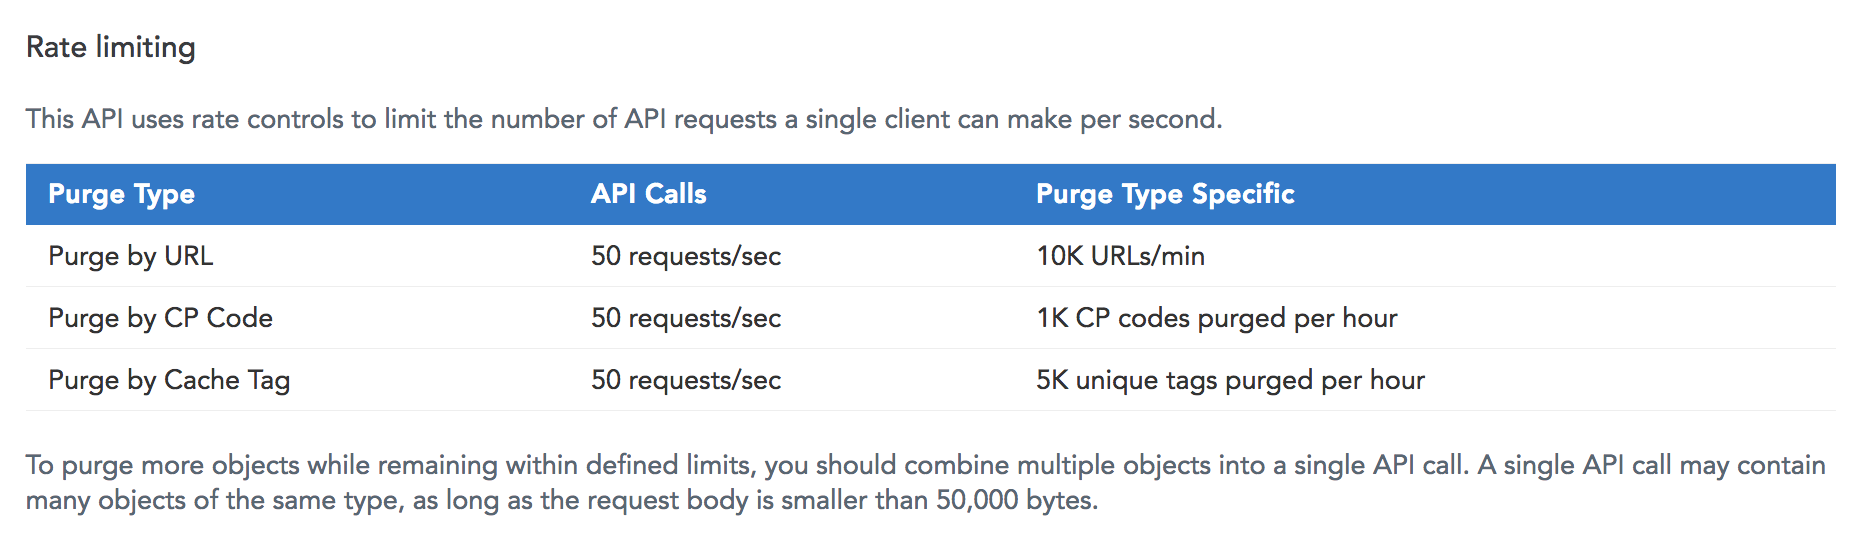 Rate limiting
This API uses rate controls to limit the number of API requests a single client can make per second.
Purge Type API Calls Purge Type Specific
Purge by URL 50 requests/sec 10K URLs/min
Purge by CP Code 50 requests/sec 1K CP codes purged per hour
Purge by Cache Tag 50 requests/sec 5K unique tags purged per hour
To purge more objects while remaining within defined limits, you should combine multiple objects into a single API call. A single API call may contain
many objects of the same type, as long as the request body is smaller than 50,000 bytes.